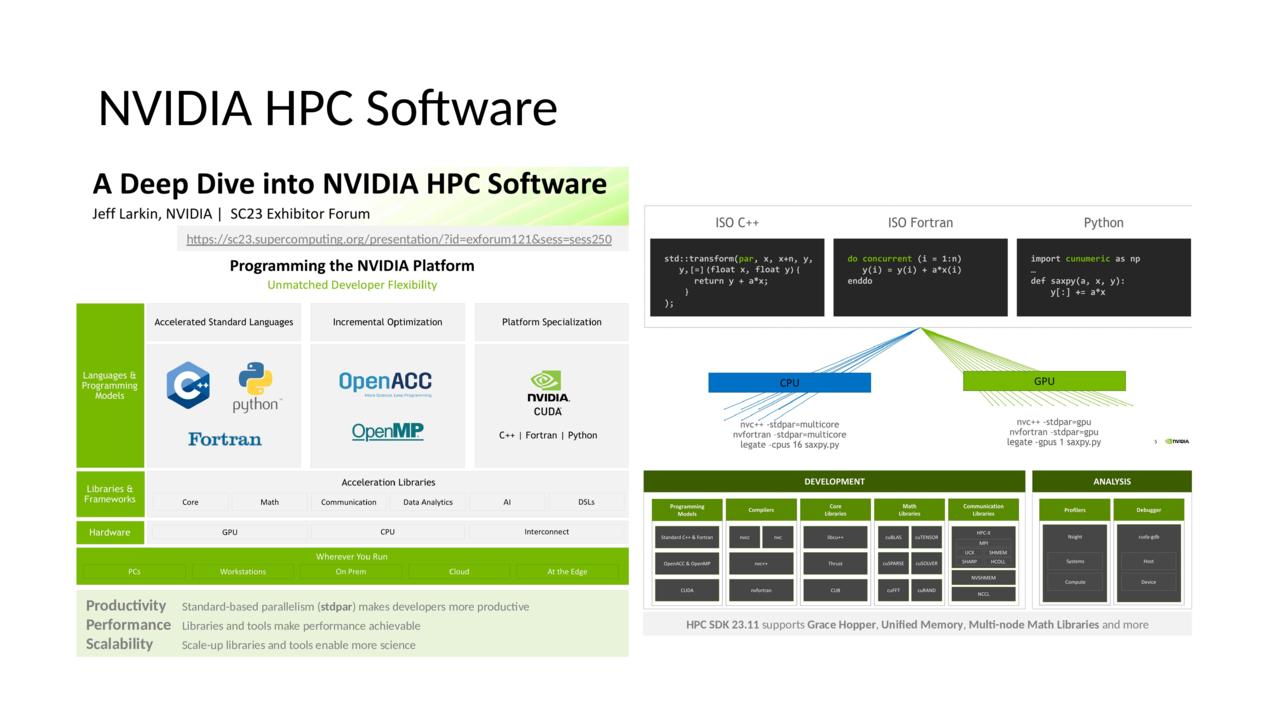 NVIDIA HPC Software
A Deep Dive into NVIDIA HPC Software
Jeff Larkin, NVIDIA | SC23 Exhibitor Forum
https://sc23.supercomputing.org/presentation/?id=exforum121&sess=sess250
Programming the NVIDIA Platform
Unmatched Developer Flexibility
Languages &
Programming
Models
Accelerated Standard Languages
Incremental Optimization
Platform Specialization
C++
python™
Fortran
OpenACC
More Science, Less Programming
OpenMP
NVIDIA.
CUDA
C++ | Fortran | Python
Libraries &
Frameworks
Acceleration Libraries
Core
Math
Communication
Data Analytics
AI
DSLs
Hardware
GPU
CPU
Interconnect
Wherever You Run
PCs
Workstations
On Prem
Cloud
At the Edge
Productivity Standard-based parallelism (stdpar) makes developers more productive
Performance Libraries and tools make performance achievable
Scalability Scale-up libraries and tools enable more science
ISO C++
std::transform(par, x, x+n, y,
y,[=](float x, float y){
return y + a*x;
}
);
ISO Fortran
do concurrent (i = 1:n)
y(i) = y(i) + a*x(i)
enddo
Python
import cunumeric as np
…
def saxpy(a, x, y):
y[:] += a*x
CPU
nvc++ -stdpar=multicore
nvfortran -stdpar=multicore
legate -cpus 16 saxpy.py
GPU
nvc++ -stdpar=gpu
nvfortran -stdpar=gpu
legate -gpus 1 saxpy.py
5
NVIDIA
DEVELOPMENT
Programming
Models
Standard C++ & Fortran
OpenACC & OpenMP
CUDA
Compilers
nvcc
nvc
nvc++
nvfortran
Core
Libraries
libcu++
Thrust
CUB
Math
Libraries
cuBLAS
cuTENSOR
cuSPARSE
cuSOLVER
cuFFT
cuRAND
Communication
Libraries
HPC-X
MPI
UCX
SHMEM
SHARP
HCOLL
NVSHMEM
NCCL
ANALYSIS
Profilers
Nsight
Systems
Compute
Debugger
cuda-gdb
Host
Device
HPC SDK 23.11 supports Grace Hopper, Unified Memory, Multi-node Math Libraries and more